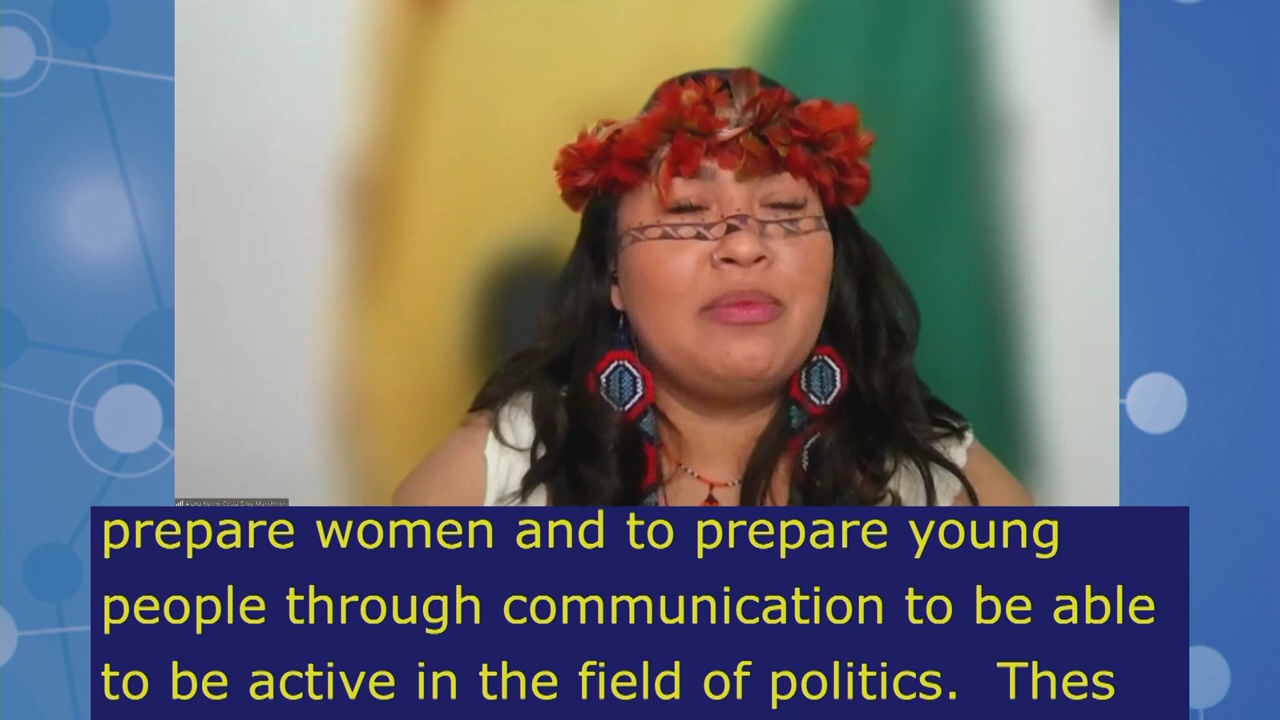 prepare women and to prepare young
people through communication to be able
to be active in the field of politics.  Thes